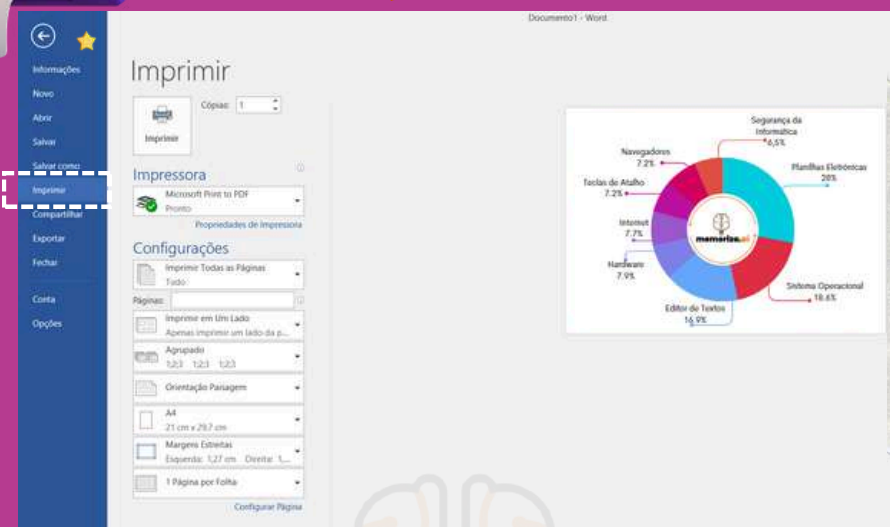 Documento1 - Word
Informações
Novo
Abrir
Salvar
Salvar como
Imprimir
Compartilhar
Exportar
Fechar
Conta
Opções
Imprimir
Cópias: 1
Imprimir
Impressora
Microsoft Print to PDF
Pronto
Propriedades de Impressora
Configurações
Imprimir Todas as Páginas
Tudo
Páginas:
Imprimir em Um Lado
Apenas imprimir um lado da p...
Agrupado
1;2;3 1;2;3 1;2;3
Orientação Paisagem
A4
21 cm x 29,7 cm
Margens Estreitas
Esquerda: 1,27 cm Direita: 1,...
1 Página por Folha
Configurar Página
Segurança da
Informática
6,5%
Navegadores
7.2%
Planilhas Eletrônicas
28%
Teclas de Atalho
7.2%
Internet
7.7%
memorize.ai
Hardware
7.9%
Sistema Operacional
18.6%
Editor de Textos
16.9%